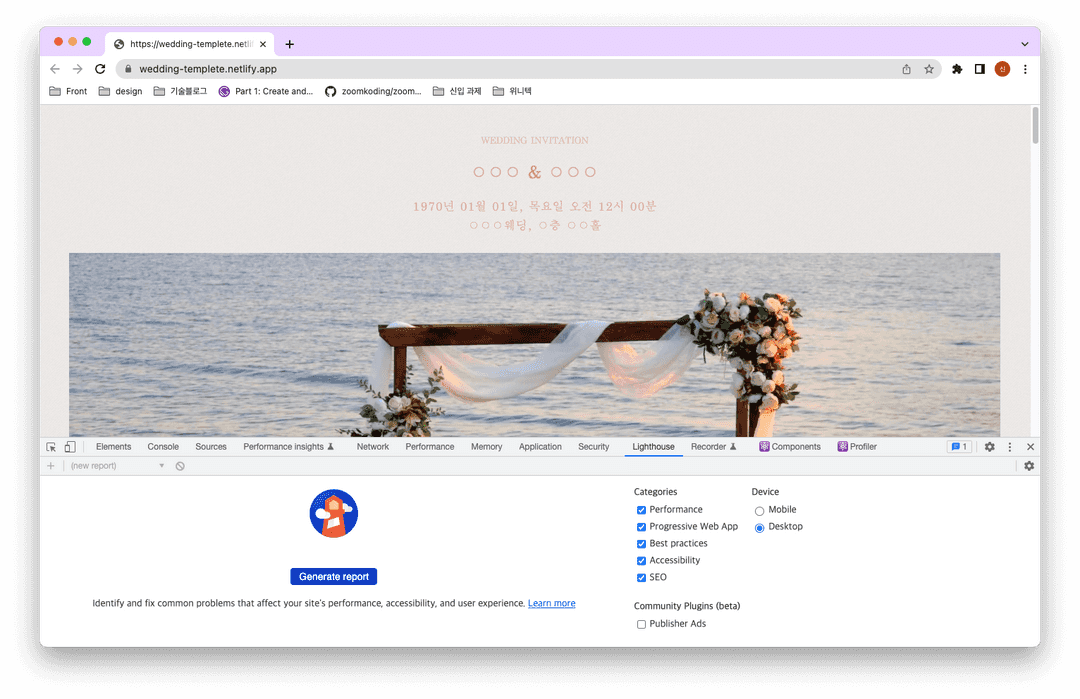 https://wedding-templete.netli
wedding-templete.netlify.app
신
Front design 기술블로그 Part 1: Create and... zoomkoding/zoom... 신입 과제 위니텍
WEDDING INVITATION
○○○ & ○○○
1970년 01월 01일, 목요일 오전 12시 00분
○○○웨딩, ○층 ○○홀
Elements Console Sources Performance insights Network Performance Memory Application Security Lighthouse Recorder Components Profiler 1
(new report)
Categories Device
Performance Mobile
Progressive Web App Desktop
Best practices
Accessibility
SEO
Generate report
Identify and fix common problems that affect your site's performance, accessibility, and user experience. Learn more
Community Plugins (beta)
Publisher Ads